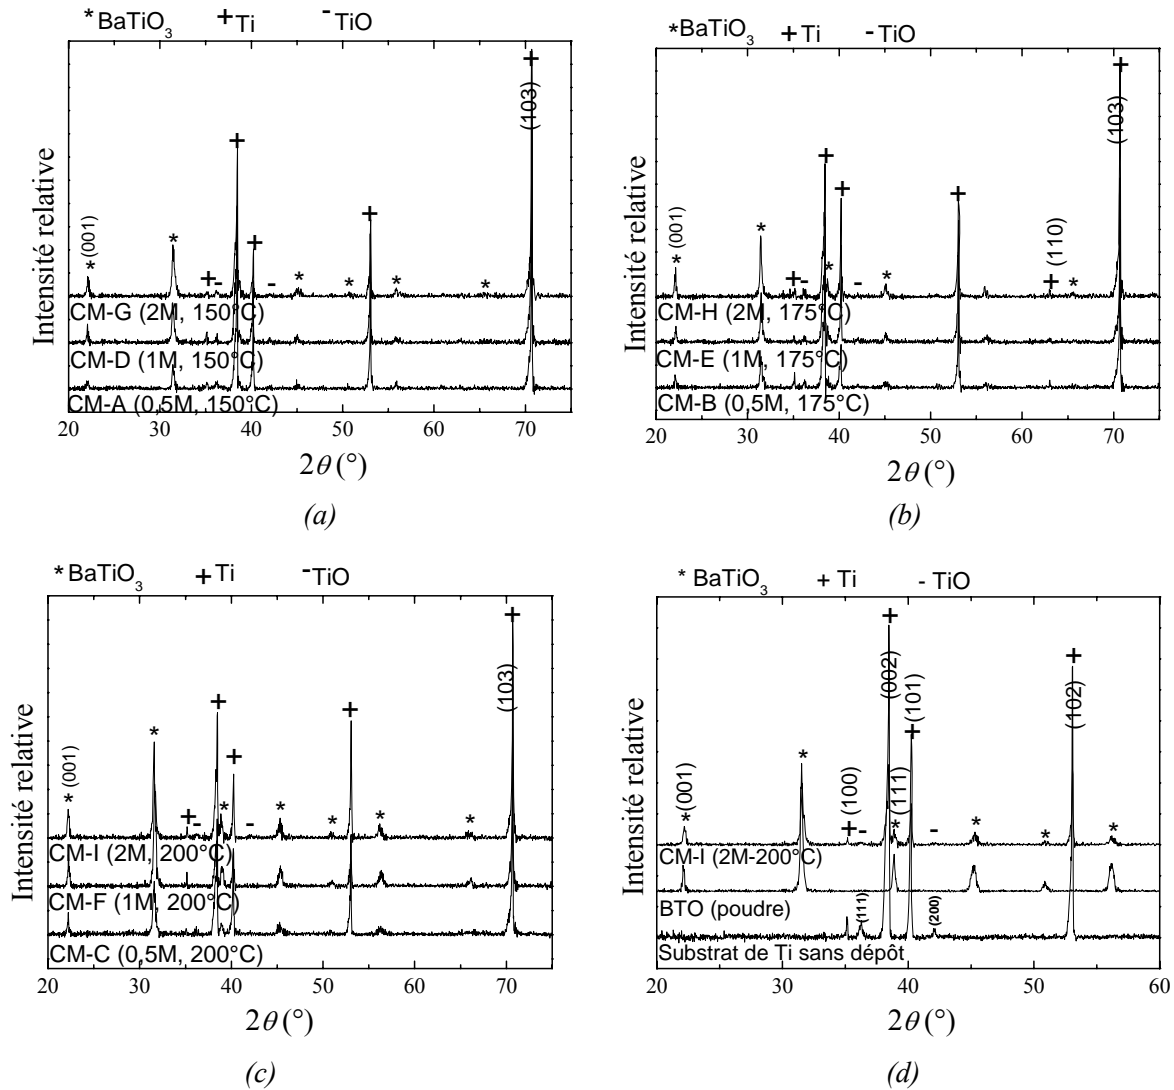 *BaTiO3 +Ti -TiO
Intensité relative
*(001) * + - + + - * * + * * (103) +
CM-G (2M, 150°C)
CM-D (1M, 150°C)
CM-A (0,5M, 150°C)
20 30 40 50 60 70
2θ (°)
(a)
*BaTiO3 +Ti -TiO
Intensité relative
*(001) * + - + * + - * + + (110) * (103) +
CM-H (2M, 175°C)
CM-E (1M, 175°C)
CM-B (0,5M, 175°C)
20 30 40 50 60 70
2θ (°)
(b)
*BaTiO3 +Ti -TiO
Intensité relative
*(001) * + - + * + - * * + * * (103) +
CM-I (2M, 200°C)
CM-F (1M, 200°C)
CM-C (0,5M, 200°C)
20 30 40 50 60 70
2θ (°)
(c)
* BaTiO3 + Ti - TiO
Intensité relative
*(001) * +(100) - +(002) *(111) +(101) - * * +(102) *
CM-I (2M-200°C)
BTO (poudre)
(111) (200)
Substrat de Ti sans dépôt
20 30 40 50 60
2θ (°)
(d)